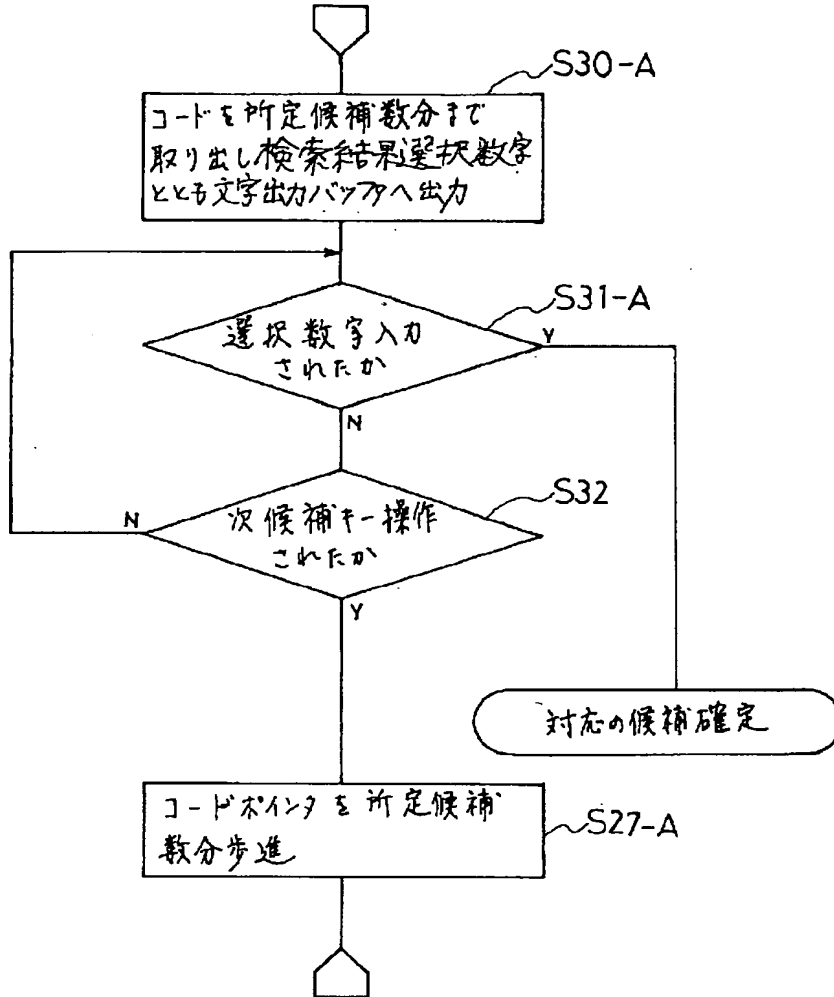 S30-A
コードを所定候補数分まで
取り出し検索結果選択数字
ととも文字出力バッファへ出力
S31-A
選択数字入力
されたか
Y
N
S32
次候補キー操作
されたか
N
Y
対応の候補確定
コードポインタを所定候補
数分歩進
S27-A